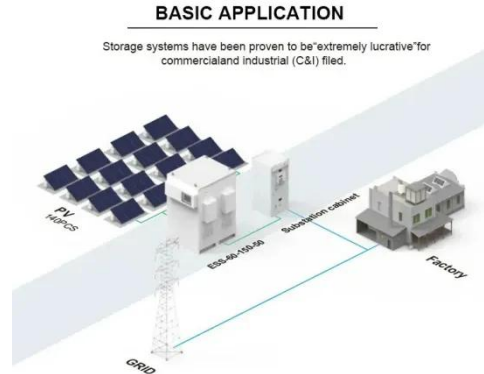 BASIC APPLICATION
Storage systems have been proven to be“extremely lucrative”for
commercialand industrial (C&I) filed.
PV
140PCS
ESS-60-150-50
Substation cabinet
Factory
GRID